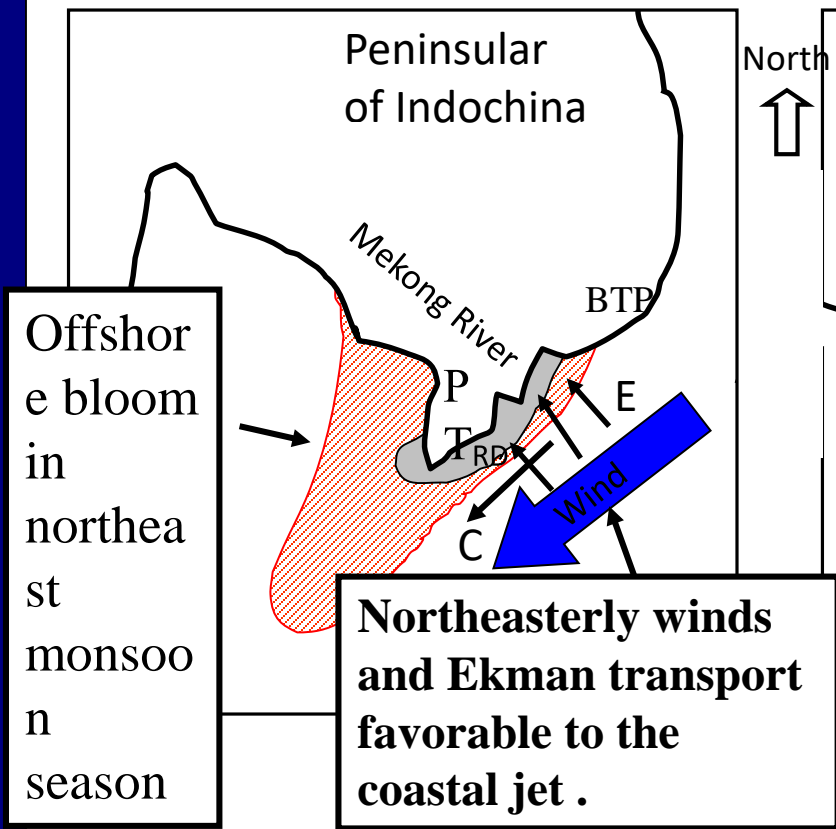 Peninsular
of Indochina
North
Mekong River
BTP
P
T
RD
E
Wind
C
Offshor
e bloom
in
northea
st
monsoo
n
season
Northeasterly winds
and Ekman transport
favorable to the
coastal jet .